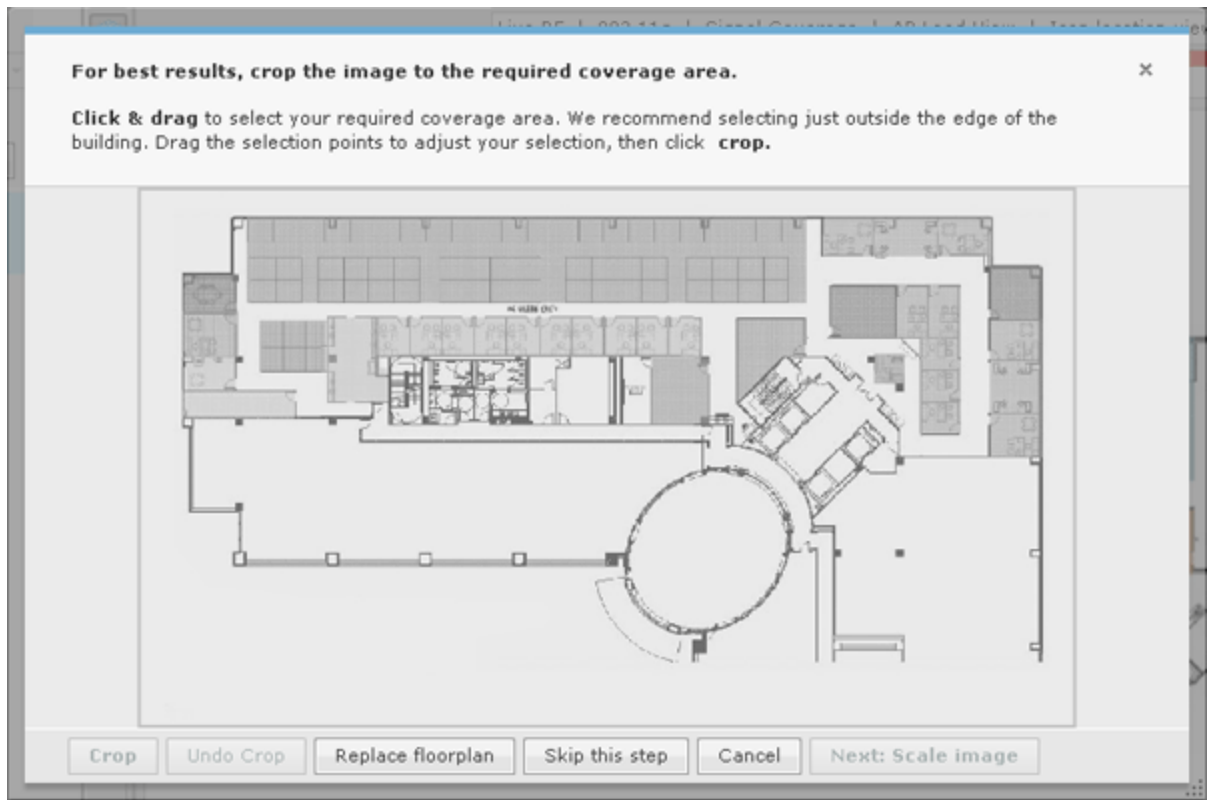 For best results, crop the image to the required coverage area.
×
Click & drag to select your required coverage area. We recommend selecting just outside the edge of the
building. Drag the selection points to adjust your selection, then click crop.
Crop
Undo Crop
Replace floorplan
Skip this step
Cancel
Next: Scale image